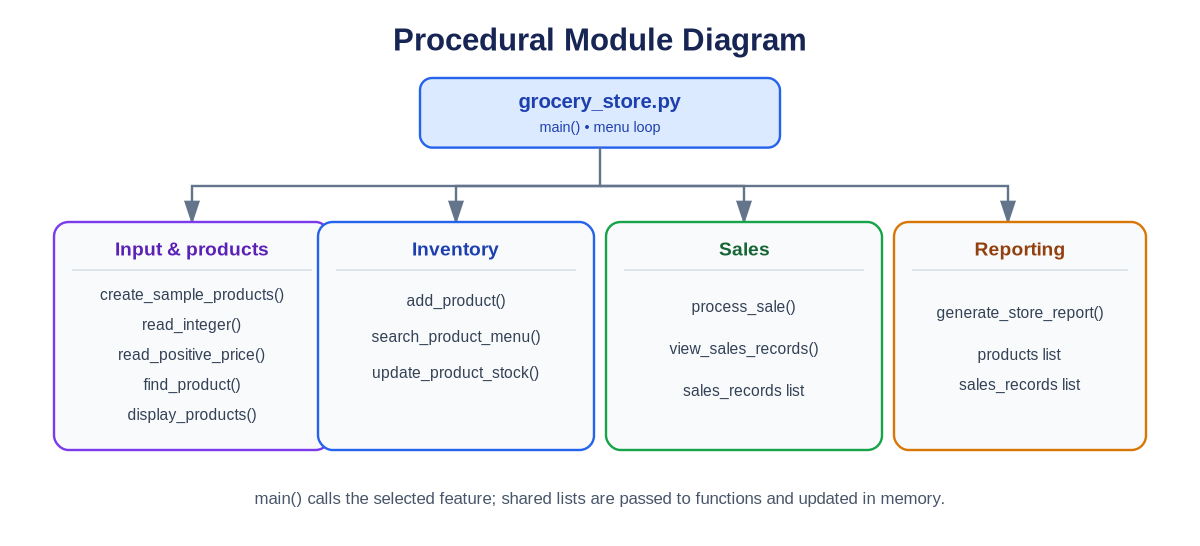 Procedural Module Diagram
grocery_store.py
main() • menu loop
Input & products
create_sample_products()
read_integer()
read_positive_price()
find_product()
display_products()
Inventory
add_product()
search_product_menu()
update_product_stock()
Sales
process_sale()
view_sales_records()
sales_records list
Reporting
generate_store_report()
products list
sales_records list
main() calls the selected feature; shared lists are passed to functions and updated in memory.